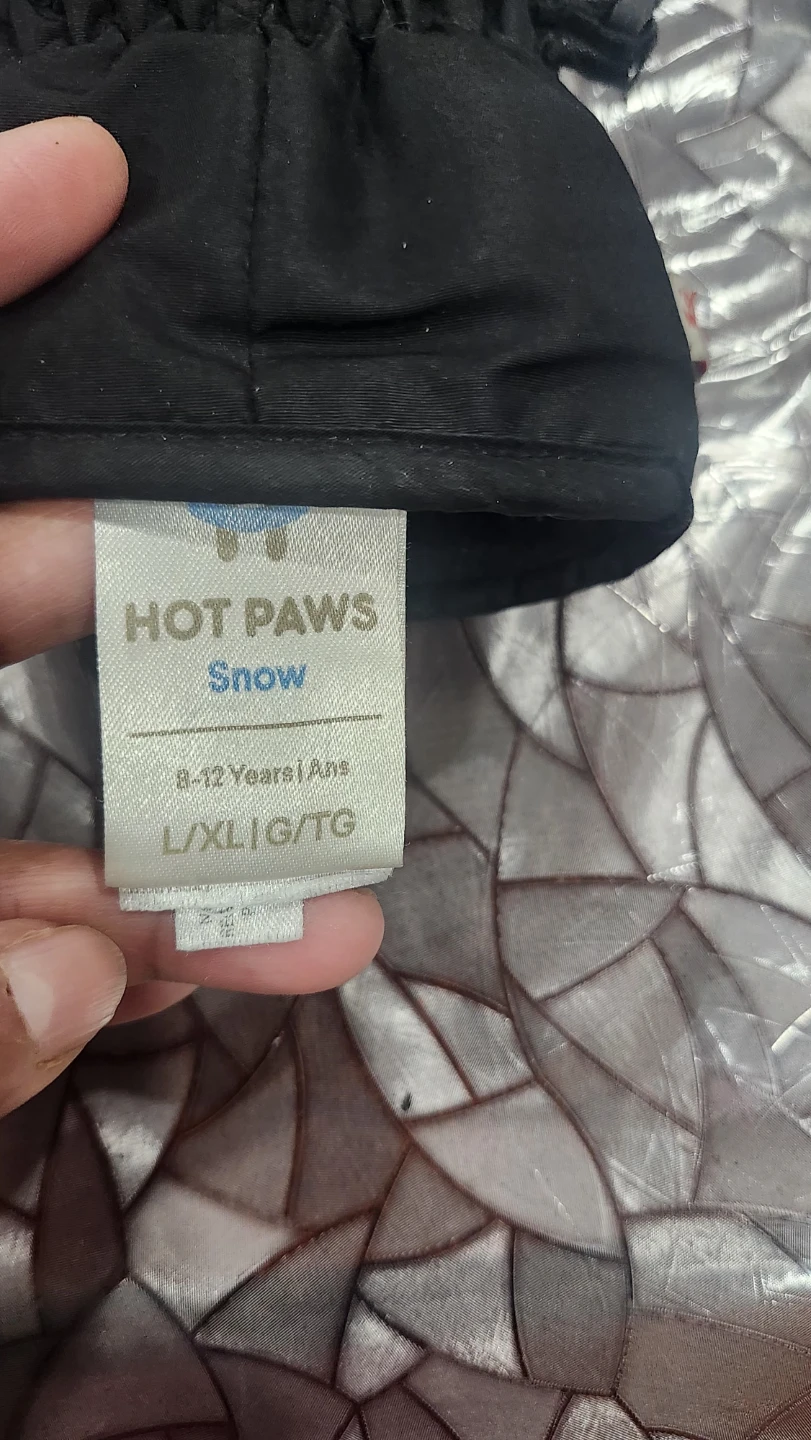 HOT PAWS
Snow
8-12 Years|Ans
L/XL|G/TG